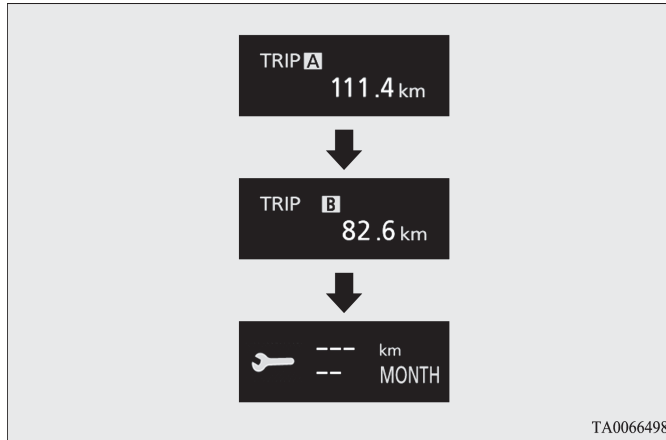 TRIP A
111.4 km
TRIP B
82.6 km
--- km
-- MONTH
TA0066498